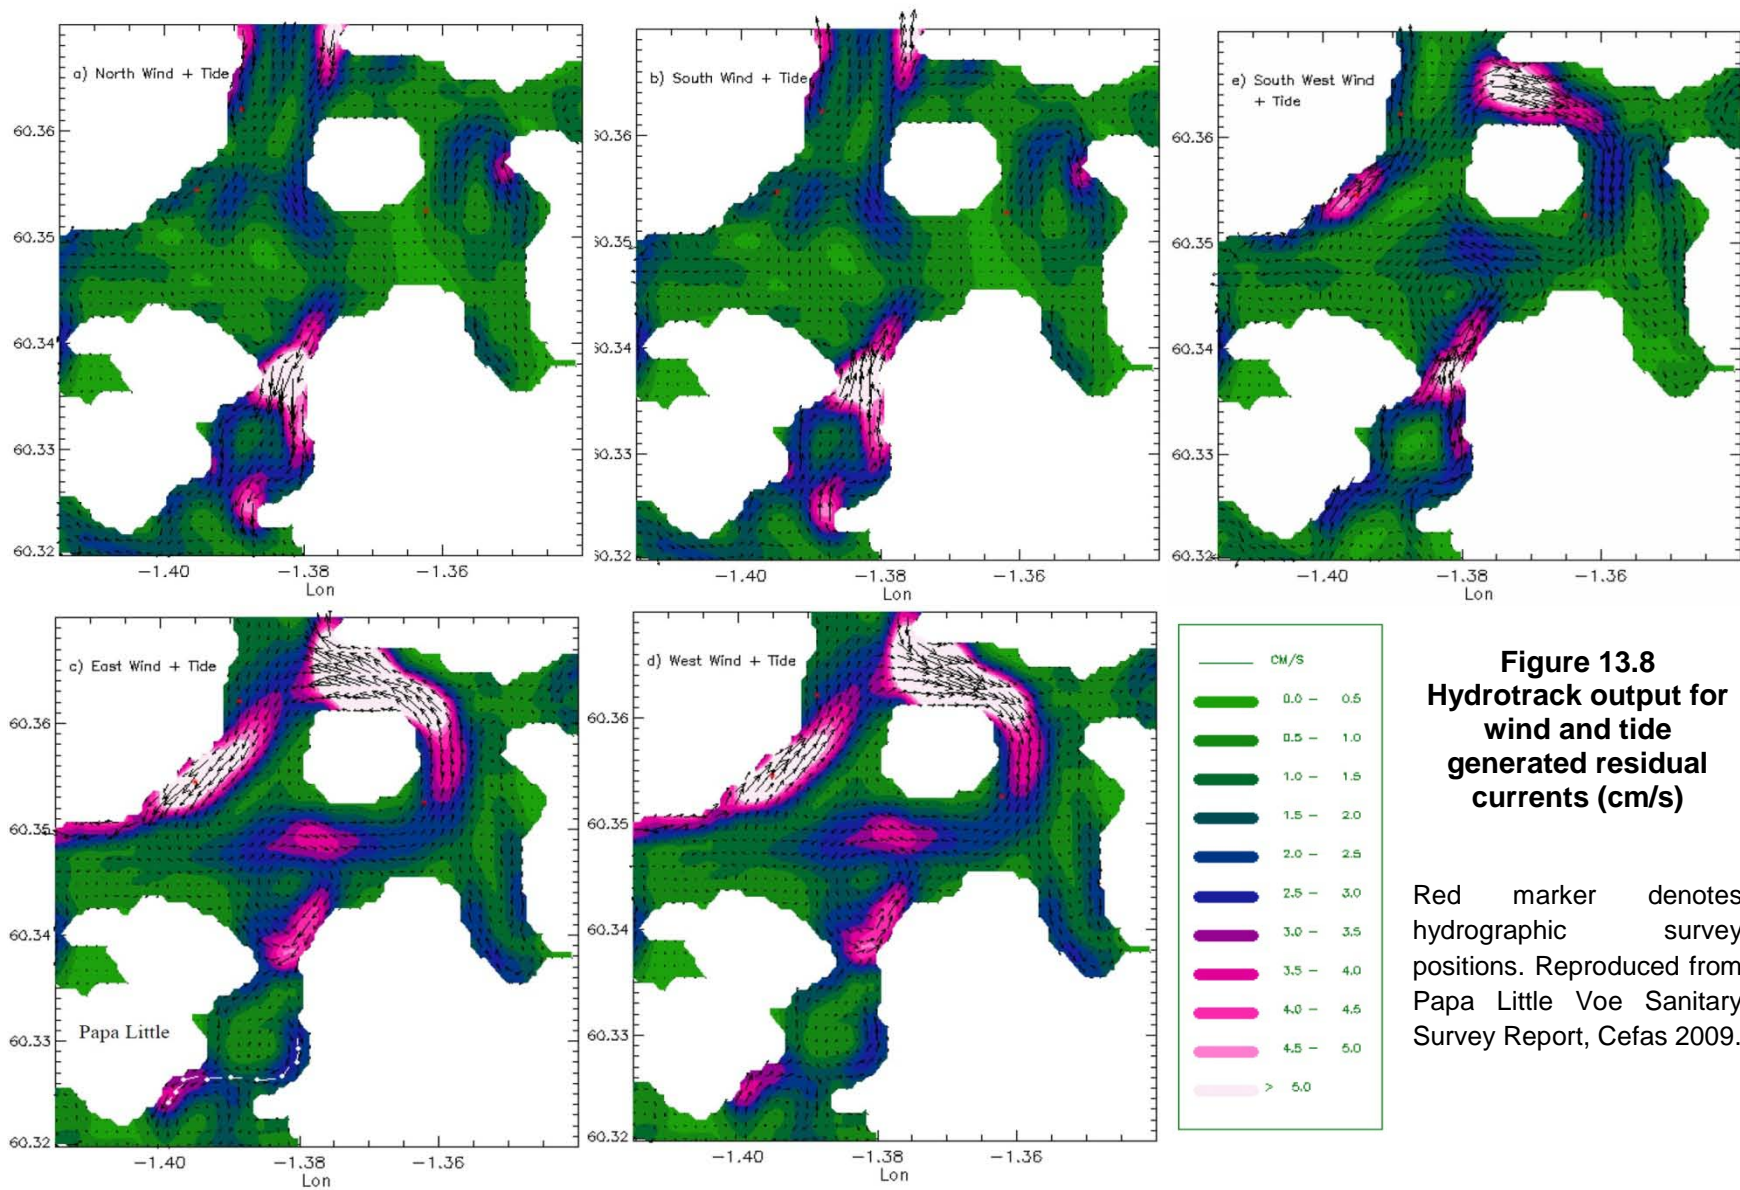 a) North Wind + Tide
60.36
60.35
60.34
60.33
60.32
−1.40
−1.38
−1.36
Lon
b) South Wind + Tide
60.36
60.35
60.34
60.33
60.32
−1.40
−1.38
−1.36
Lon
e) South West Wind
+ Tide
60.36
60.35
60.34
60.33
60.32
−1.40
−1.38
−1.36
Lon
c) East Wind + Tide
60.36
60.35
60.34
60.33
60.32
Papa Little
−1.40
−1.38
−1.36
Lon
d) West Wind + Tide
60.36
60.35
60.34
60.33
60.32
−1.40
−1.38
−1.36
Lon
CM/S
0.0 − 0.5
0.5 − 1.0
1.0 − 1.5
1.5 − 2.0
2.0 − 2.5
2.5 − 3.0
3.0 − 3.5
3.5 − 4.0
4.0 − 4.5
4.5 − 5.0
> 5.0
Figure 13.8
Hydrotrack output for
wind and tide
generated residual
currents (cm/s)
Red marker denotes
hydrographic survey
positions. Reproduced from
Papa Little Voe Sanitary
Survey Report, Cefas 2009.